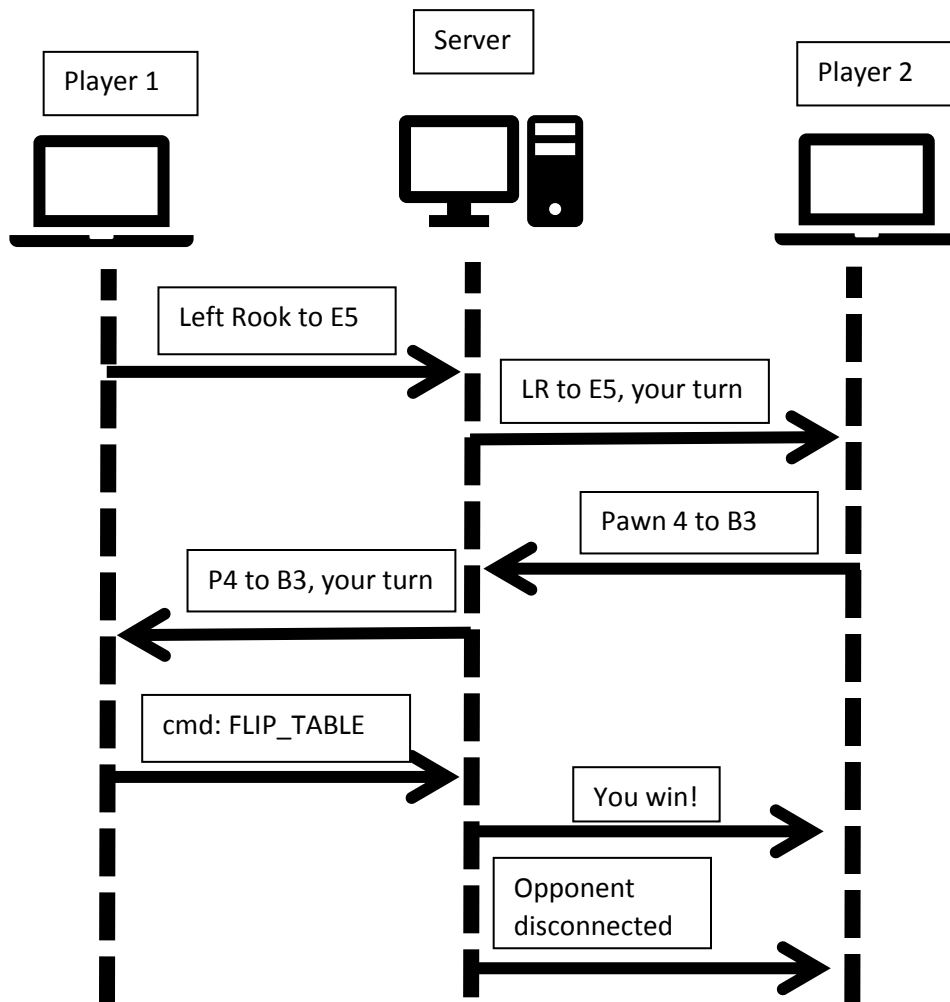 Server
Player 1
Player 2
Left Rook to E5
LR to E5, your turn
Pawn 4 to B3
P4 to B3, your turn
cmd: FLIP_TABLE
You win!
Opponent
disconnected